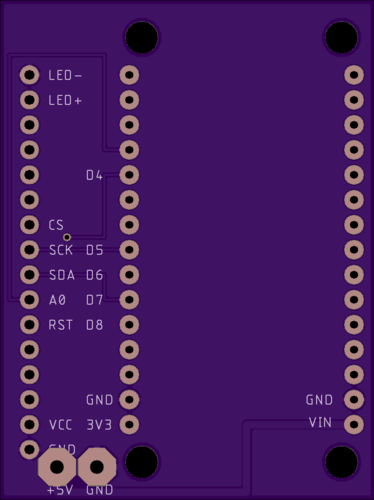 LED-
LED+
D4
CS
SCK D5
SDA D6
A0 D7
RST D8
GND GND
VCC 3V3 VIN
GND
+5V GND